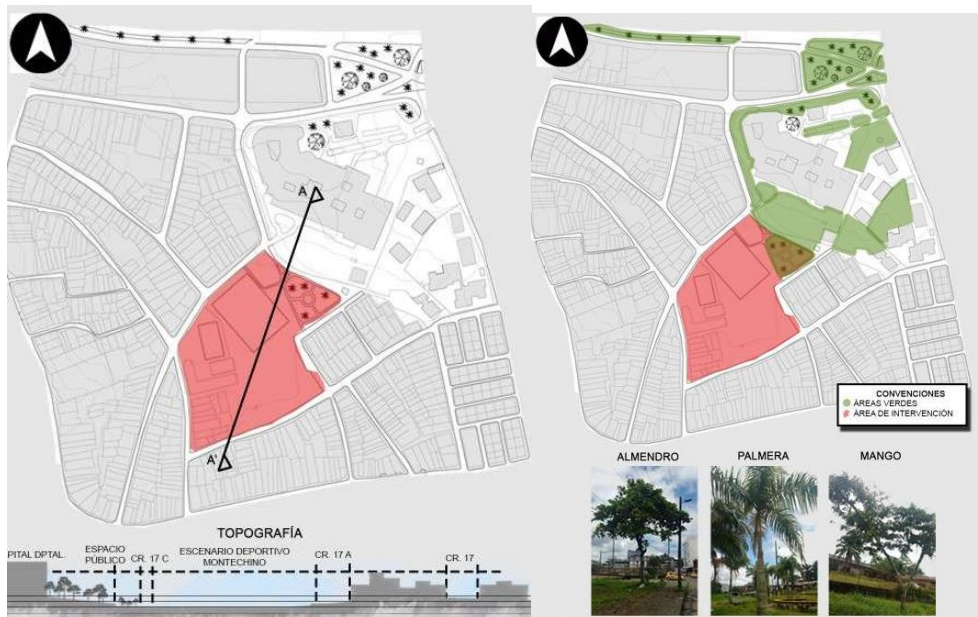 A
A'
TOPOGRAFÍA
PITAL DPTAL.
ESPACIO
PÚBLICO
CR. 17 C
ESCENARIO DEPORTIVO
MONTECHINO
CR. 17 A
CR. 17
CONVENCIONES
ÁREAS VERDES
ÁREA DE INTERVENCIÓN
ALMENDRO
PALMERA
MANGO